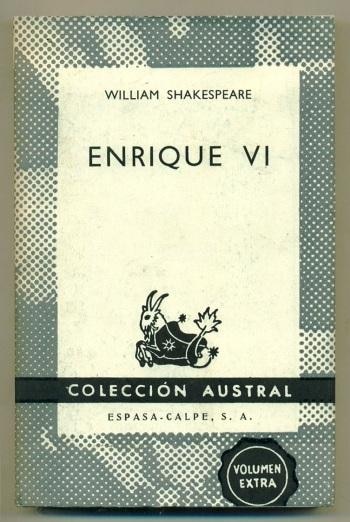 WILLIAM SHAKESPEARE
ENRIQUE VI
COLECCIÓN AUSTRAL
ESPASA-CALPE, S. A.
VOLUMEN
EXTRA